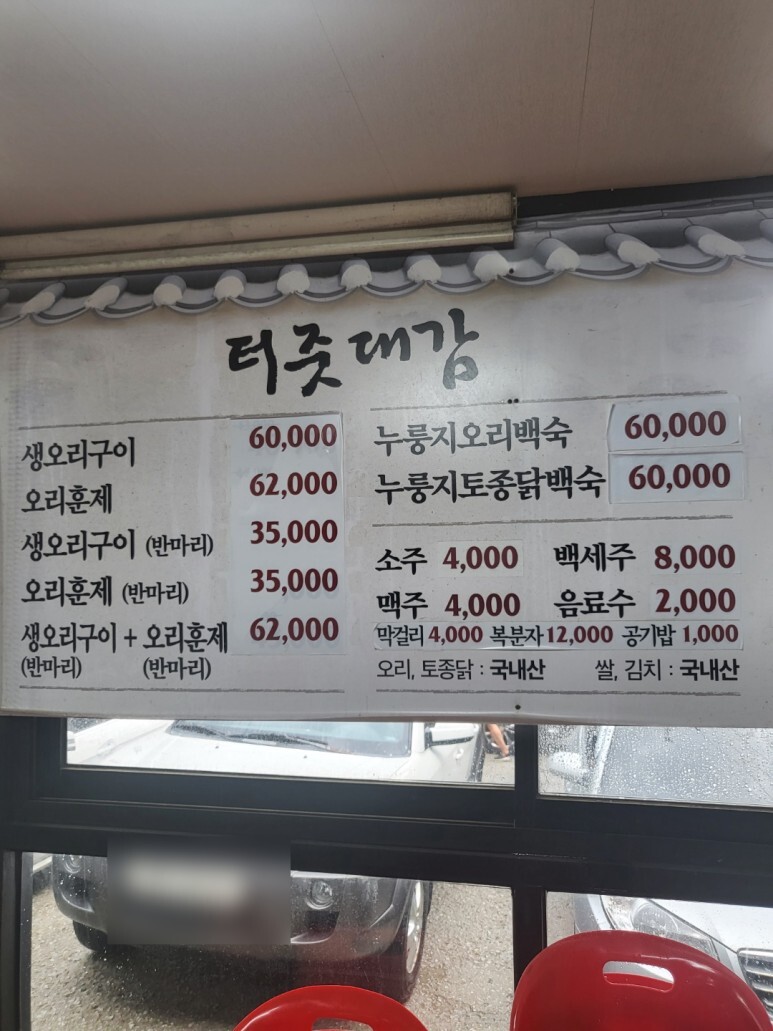 터줏대감
생오리구이 60,000
오리훈제 62,000
생오리구이 (반마리) 35,000
오리훈제 (반마리) 35,000
생오리구이 + 오리훈제 62,000
(반마리) (반마리)
누룽지오리백숙 60,000
누룽지토종닭백숙 60,000
소주 4,000 백세주 8,000
맥주 4,000 음료수 2,000
막걸리 4,000 복분자 12,000 공기밥 1,000
오리, 토종닭 : 국내산 쌀, 김치 : 국내산